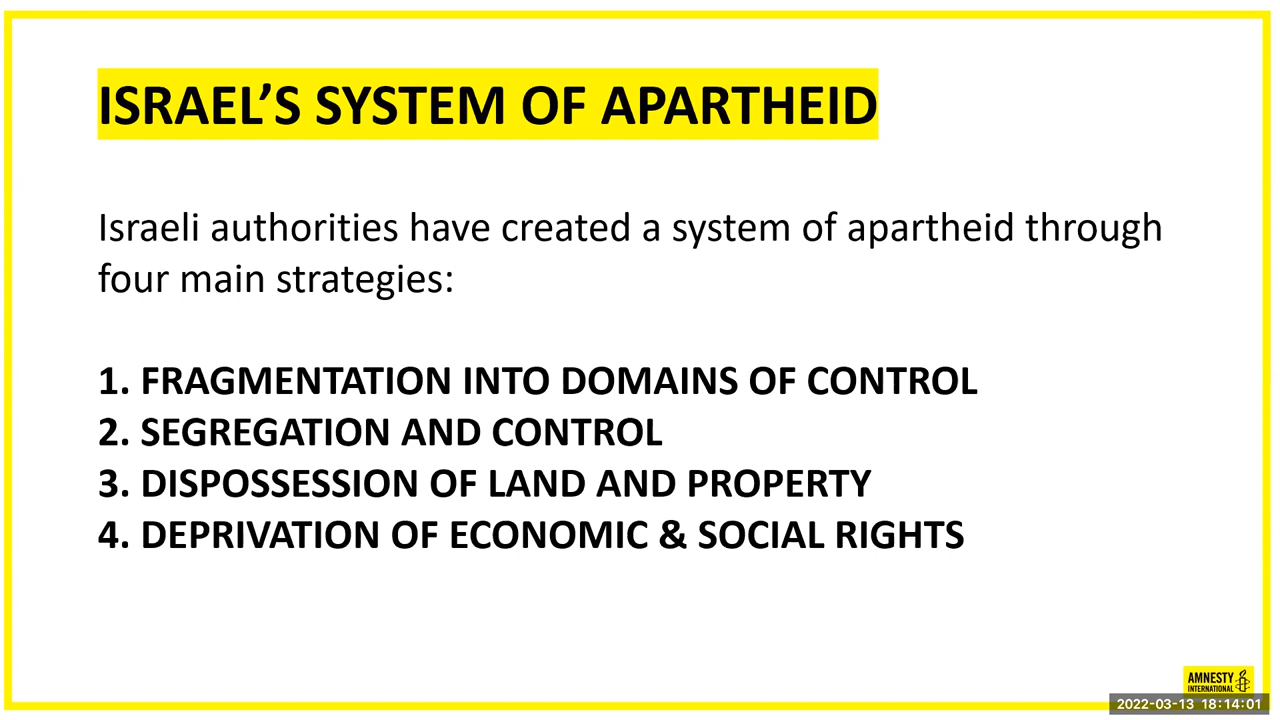 ISRAEL’S SYSTEM OF APARTHEID
Israeli authorities have created a system of apartheid through
four main strategies:
1. FRAGMENTATION INTO DOMAINS OF CONTROL
2. SEGREGATION AND CONTROL
3. DISPOSSESSION OF LAND AND PROPERTY
4. DEPRIVATION OF ECONOMIC & SOCIAL RIGHTS
AMNESTY
INTERNATIONAL
2022-03-13 18:14:01